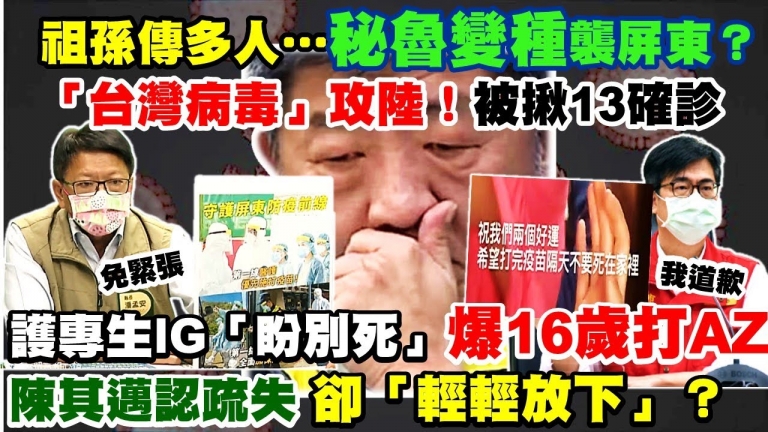 祖孫傳多人…秘魯變種襲屏東？
「台灣病毒」攻陸！被揪13確診
守護屏東防疫前線
祝我們兩個好運
希望打完疫苗隔天不要死在家裡
免緊張
我道歉
潘孟安
護專生IG「盼別死」爆16歲打AZ
陳其邁認疏失 卻「輕輕放下」？